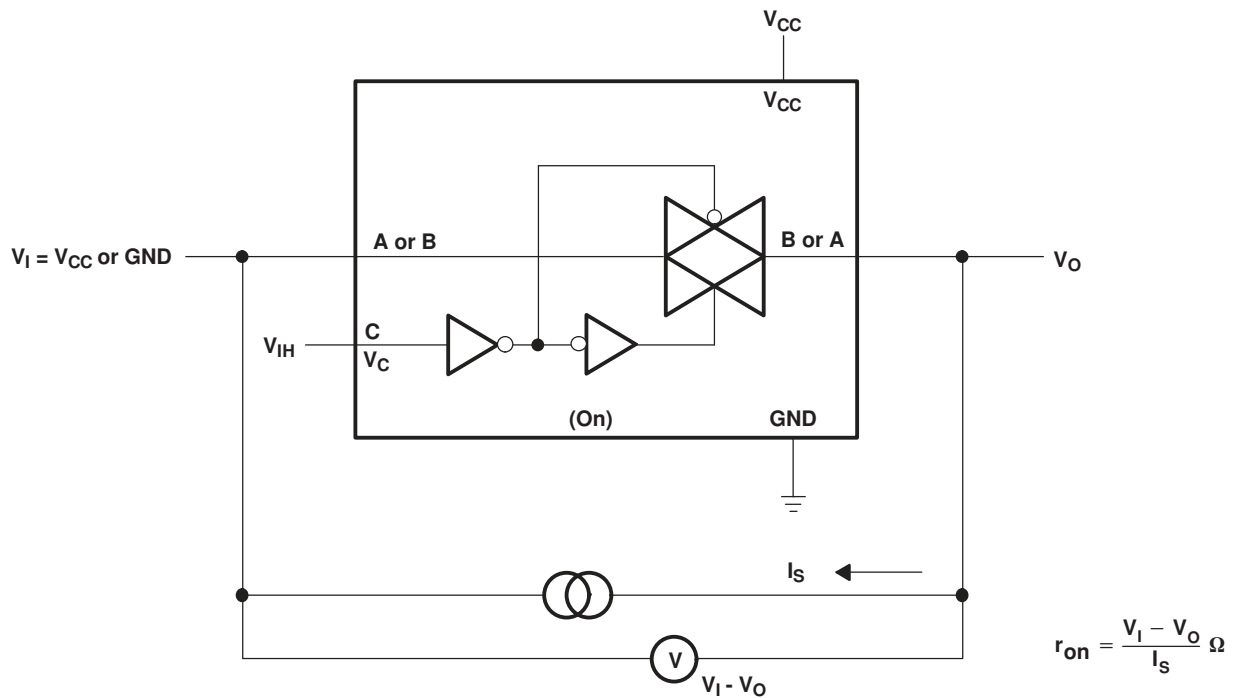 VCC
VCC
A or B
B or A
VI = VCC or GND
VO
C
VIH
VC
(On)
GND
IS
V
VI - VO
ron = VI − VO / IS Ω